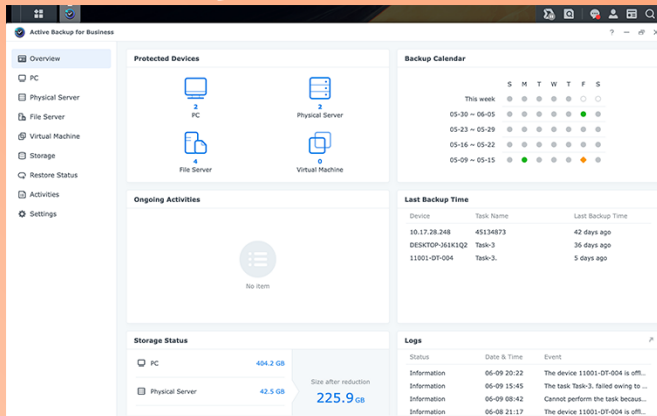 Active Backup for Business
Overview
PC
Physical Server
File Server
Virtual Machine
Storage
Restore Status
Activities
Settings
Protected Devices
2
PC
2
Physical Server
4
File Server
0
Virtual Machine
Backup Calendar
S M T W T F S
This week
05-30 ~ 06-05
05-23 ~ 05-29
05-16 ~ 05-22
05-09 ~ 05-15
Ongoing Activities
No item
Last Backup Time
Device Task Name Last Backup Time
10.17.28.248 45134873 42 days ago
DESKTOP-J61K1Q2 Task-3 36 days ago
11001-DT-004 Task-3. 5 days ago
Storage Status
PC 404.2 GB
Physical Server 42.5 GB
Size after reduction
225.9 GB
Logs
Status Date & Time Event
Information 06-09 20:22 The device 11001-DT-004 is offl...
Information 06-09 15:45 The task Task-3. failed owing to ...
Information 06-09 08:42 Cannot perform the task becaus...
Information 06-08 21:17 The device 11001-DT-004 is offl...